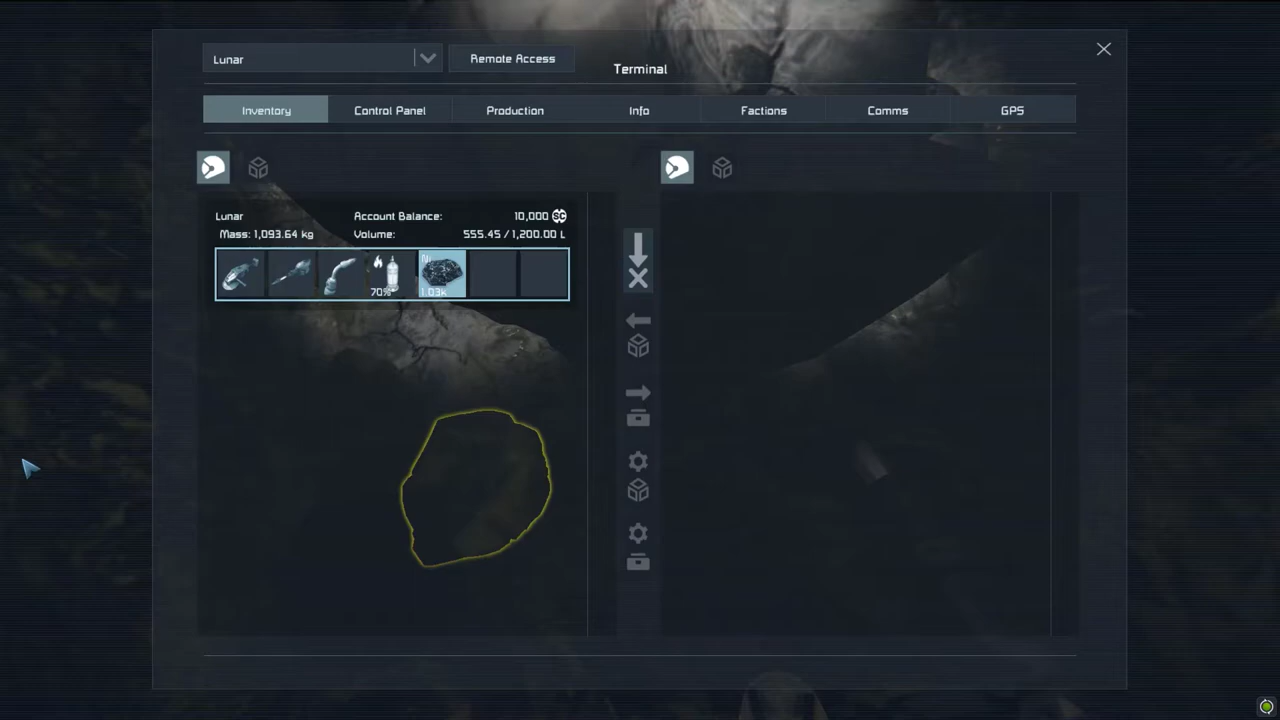 Lunar
Remote Access
Terminal
Inventory
Control Panel
Production
Info
Factions
Comms
GPS
Lunar
Account Balance:
10,000 SC
Mass: 1,093.64 kg
Volume:
555.45 / 1,200.00 L
Ni
70%
1.03k